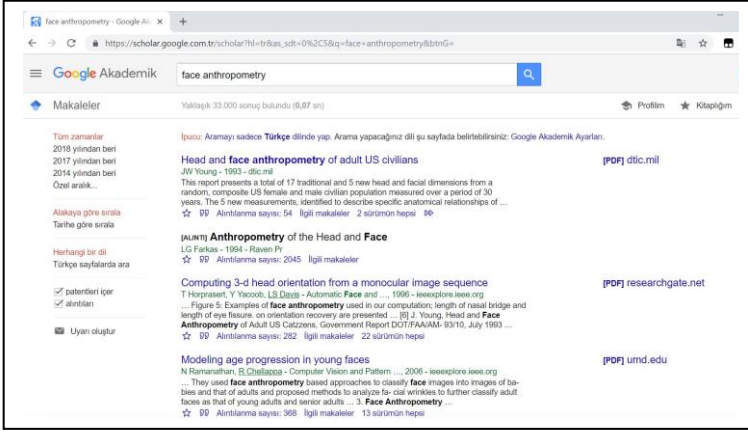 face anthropometry - Google Ak
https://scholar.google.com.tr/scholar?hl=tr&as_sdt=0%2C5&q=face+anthropometry&btnG=
Google Akademik
face anthropometry
Makaleler
Yaklaşık 33.000 sonuç bulundu (0,07 sn)
Profilim
Kitaplığım
Tüm zamanlar
2018 yılından beri
2017 yılından beri
2014 yılından beri
Özel aralık...
Alakaya göre sırala
Tarihe göre sırala
Herhangi bir dil
Türkçe sayfalarda ara
patentleri içer
alıntıları
Uyarı oluştur
İpucu: Aramayı sadece Türkçe dilinde yap. Arama yapacağınız dili şu sayfada belirtebilirsiniz: Google Akademik Ayarları.
Head and face anthropometry of adult US civilians
[PDF] dtic.mil
JW Young - 1993 - dtic.mil
This report presents a total of 17 traditional and 5 new head and facial dimensions from a
random, composite US female and male civilian population measured over a period of 30
years. The 5 new measurements, identified to describe specific anatomical relationships of ...
Alıntılanma sayısı: 54 İlgili makaleler 2 sürümün hepsi
[ALINTI] Anthropometry of the Head and Face
LG Farkas - 1994 - Raven Pr
Alıntılanma sayısı: 2045 İlgili makaleler
Computing 3-d head orientation from a monocular image sequence
[PDF] researchgate.net
T Horprasert, Y Yacoob, LS Davis - Automatic Face and ..., 1996 - ieeexplore.ieee.org
... Figure 5: Examples of face anthropometry used in our computation; length of nasal bridge and
length of eye fissure. on orientation recovery are presented ... [6] J. Young, Head and Face
Anthropometry of Adult US Catzzens, Government Report DOT/FAA/AM- 93/10, July 1993 ...
Alıntılanma sayısı: 282 İlgili makaleler 22 sürümün hepsi
Modeling age progression in young faces
[PDF] umd.edu
N Ramanathan, R Chellappa - Computer Vision and Pattern ..., 2006 - ieeexplore.ieee.org
... They used face anthropometry based approaches to classify face images into images of ba-
bies and that of adults and proposed methods to analyze fa- cial wrinkles to further classify adult
faces as that of young adults and senior adults ... 3. Face Anthropometry ...
Alıntılanma sayısı: 368 İlgili makaleler 13 sürümün hepsi